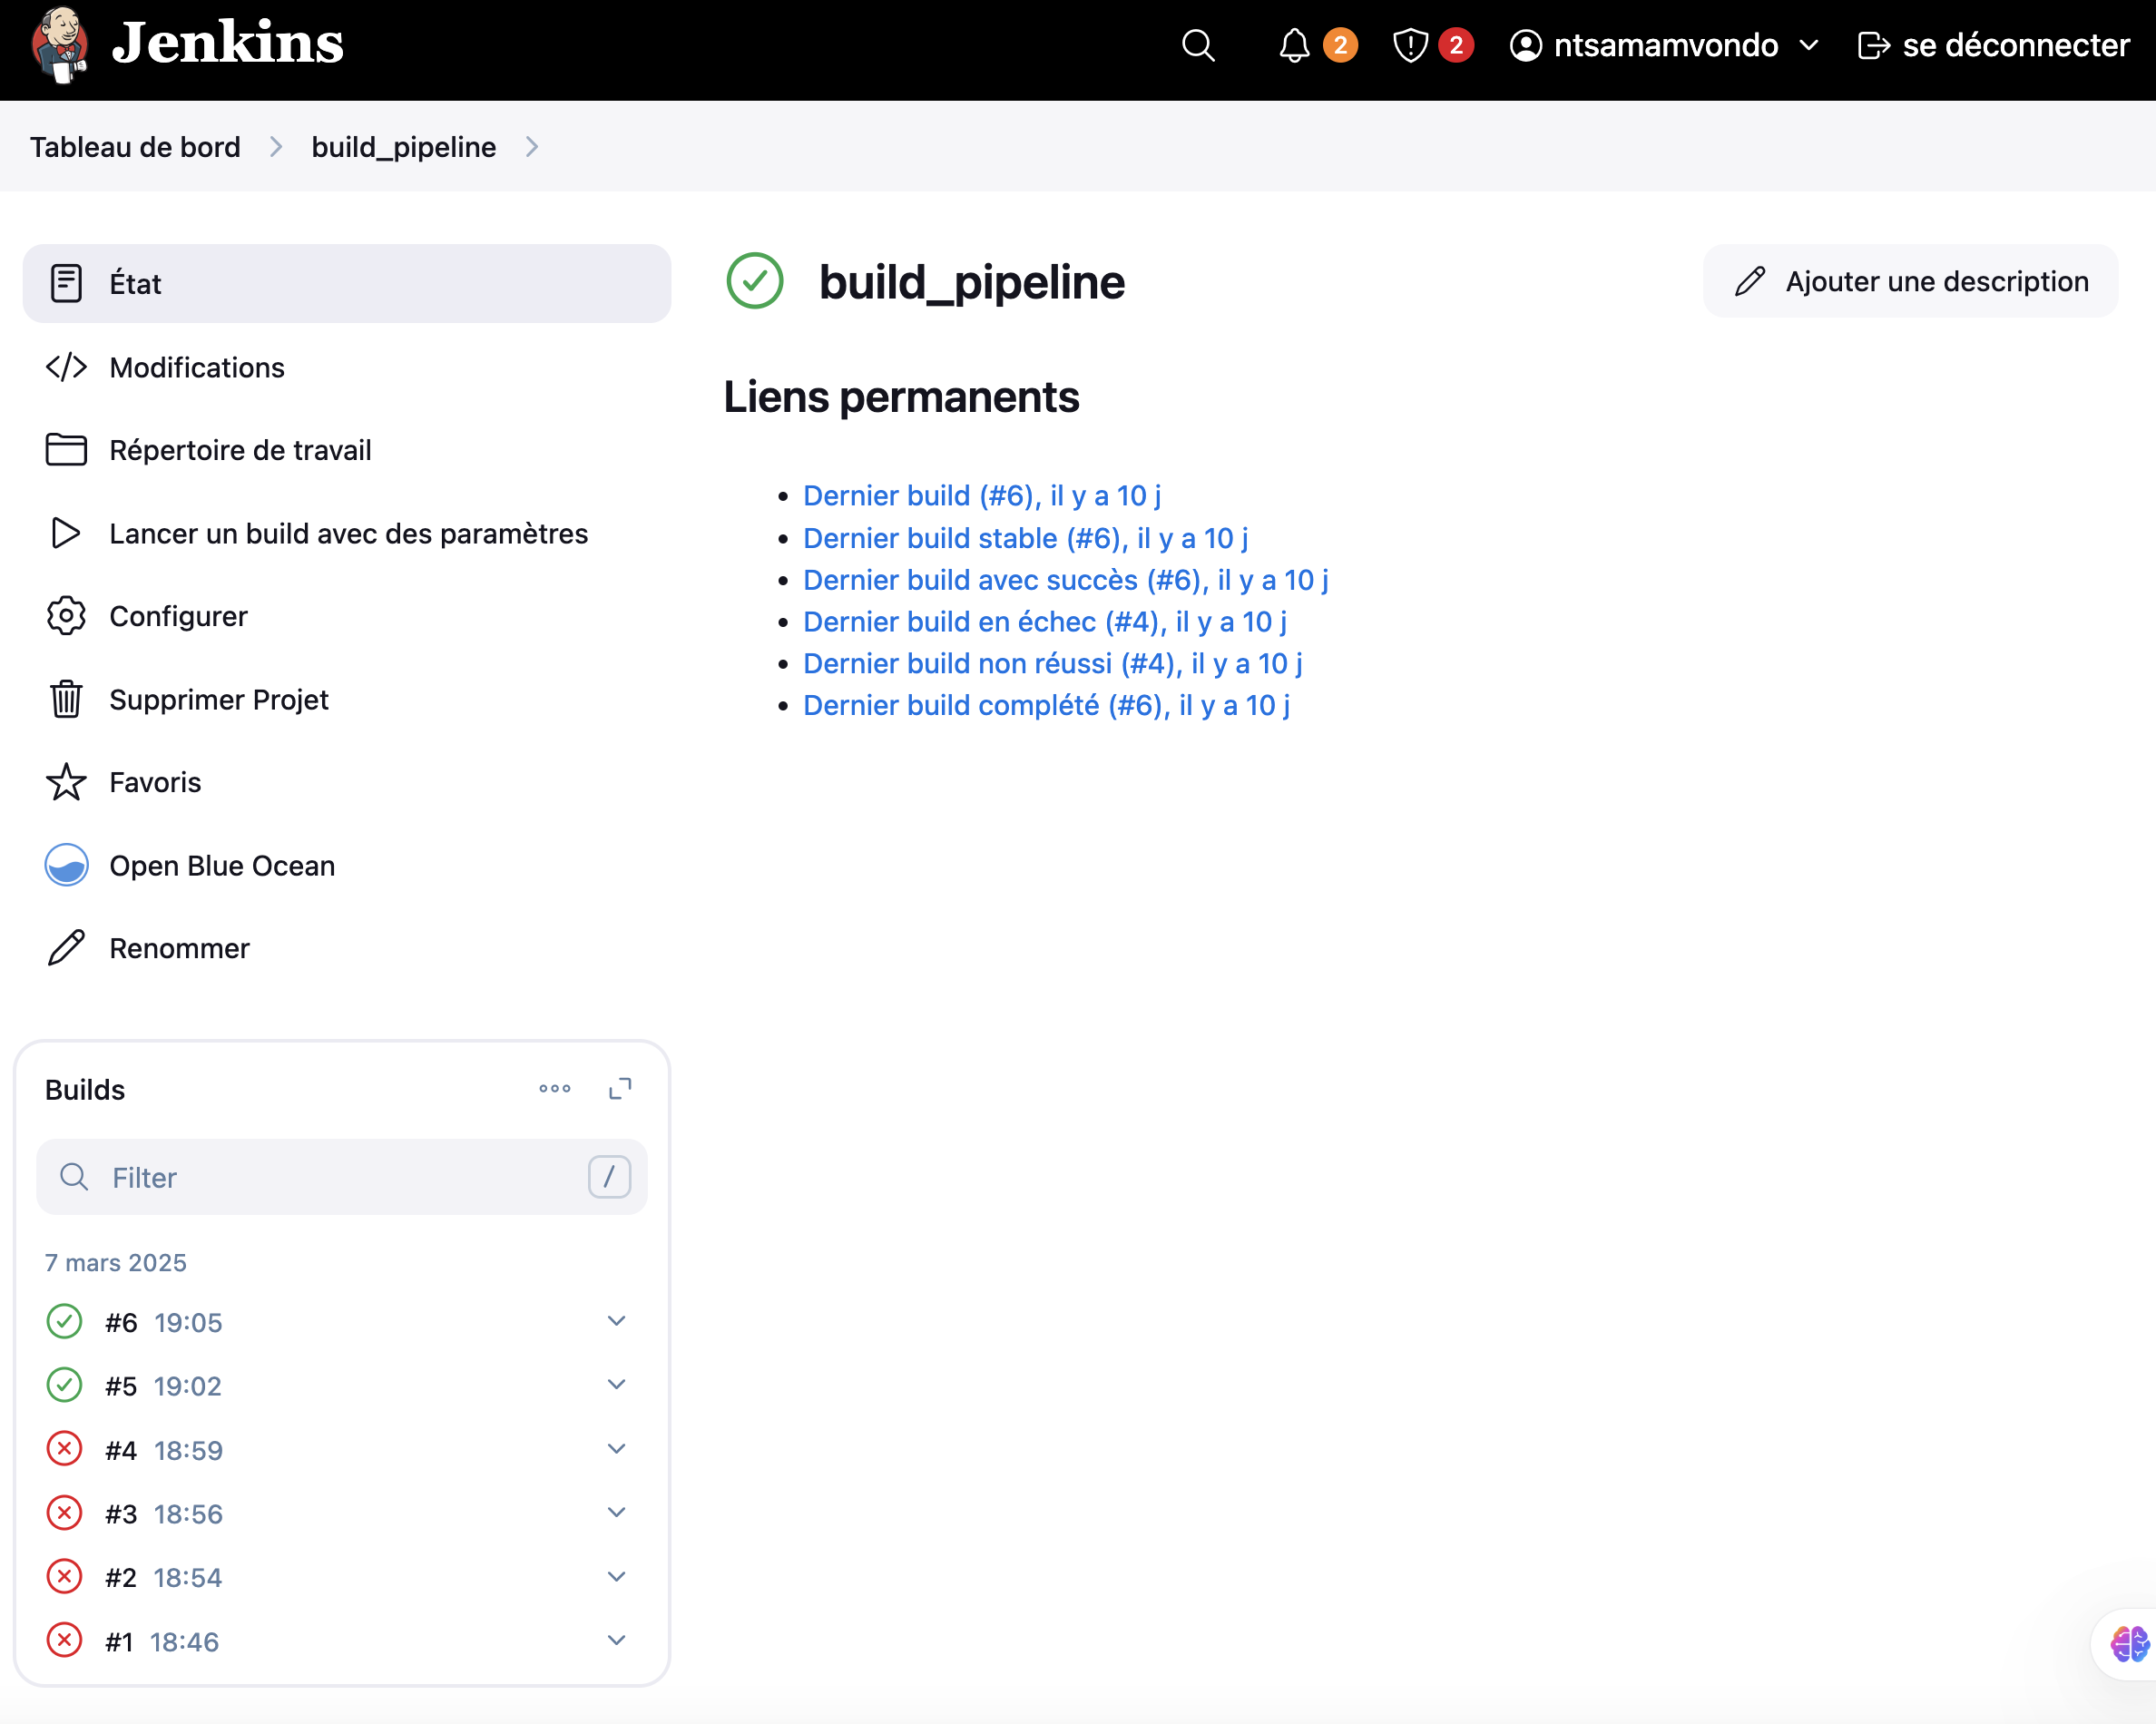 Jenkins
2
2
ntsamamvondo
se déconnecter
Tableau de bord
build_pipeline
État
Modifications
Répertoire de travail
Lancer un build avec des paramètres
Configurer
Supprimer Projet
Favoris
Open Blue Ocean
Renommer
Builds
Filter
/
7 mars 2025
#6 19:05
#5 19:02
#4 18:59
#3 18:56
#2 18:54
#1 18:46
build_pipeline
Ajouter une description
Liens permanents
Dernier build (#6), il y a 10 j
Dernier build stable (#6), il y a 10 j
Dernier build avec succès (#6), il y a 10 j
Dernier build en échec (#4), il y a 10 j
Dernier build non réussi (#4), il y a 10 j
Dernier build complété (#6), il y a 10 j